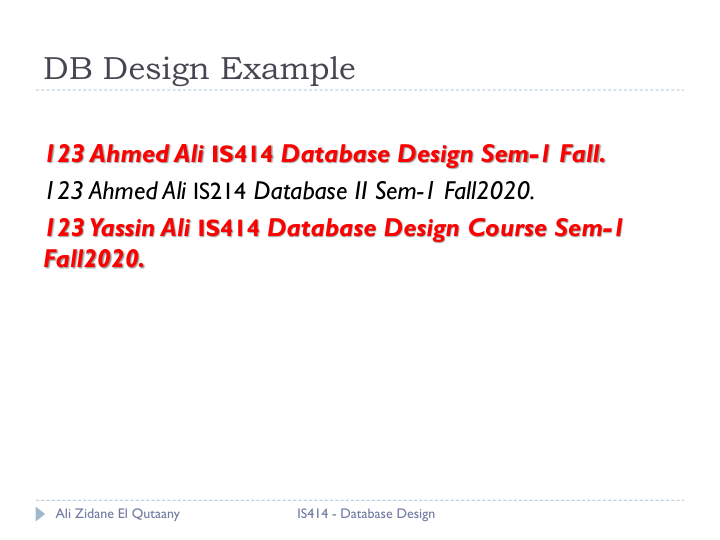 DB Design Example
123 Ahmed Ali IS414 Database Design Sem-1 Fall.
123 Ahmed Ali IS214 Database II Sem-1 Fall2020.
123 Yassin Ali IS414 Database Design Course Sem-1
Fall2020.
Ali Zidane El Qutaany IS414 - Database Design